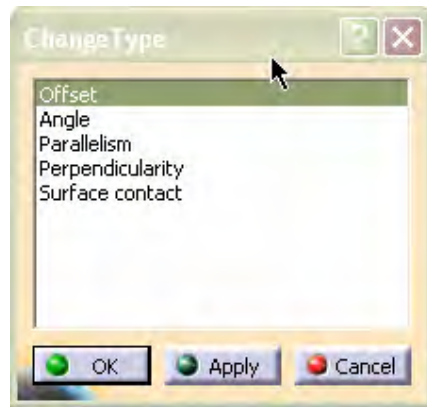 ChangeType
?
Offset
Angle
Parallelism
Perpendicularity
Surface contact
OK Apply Cancel